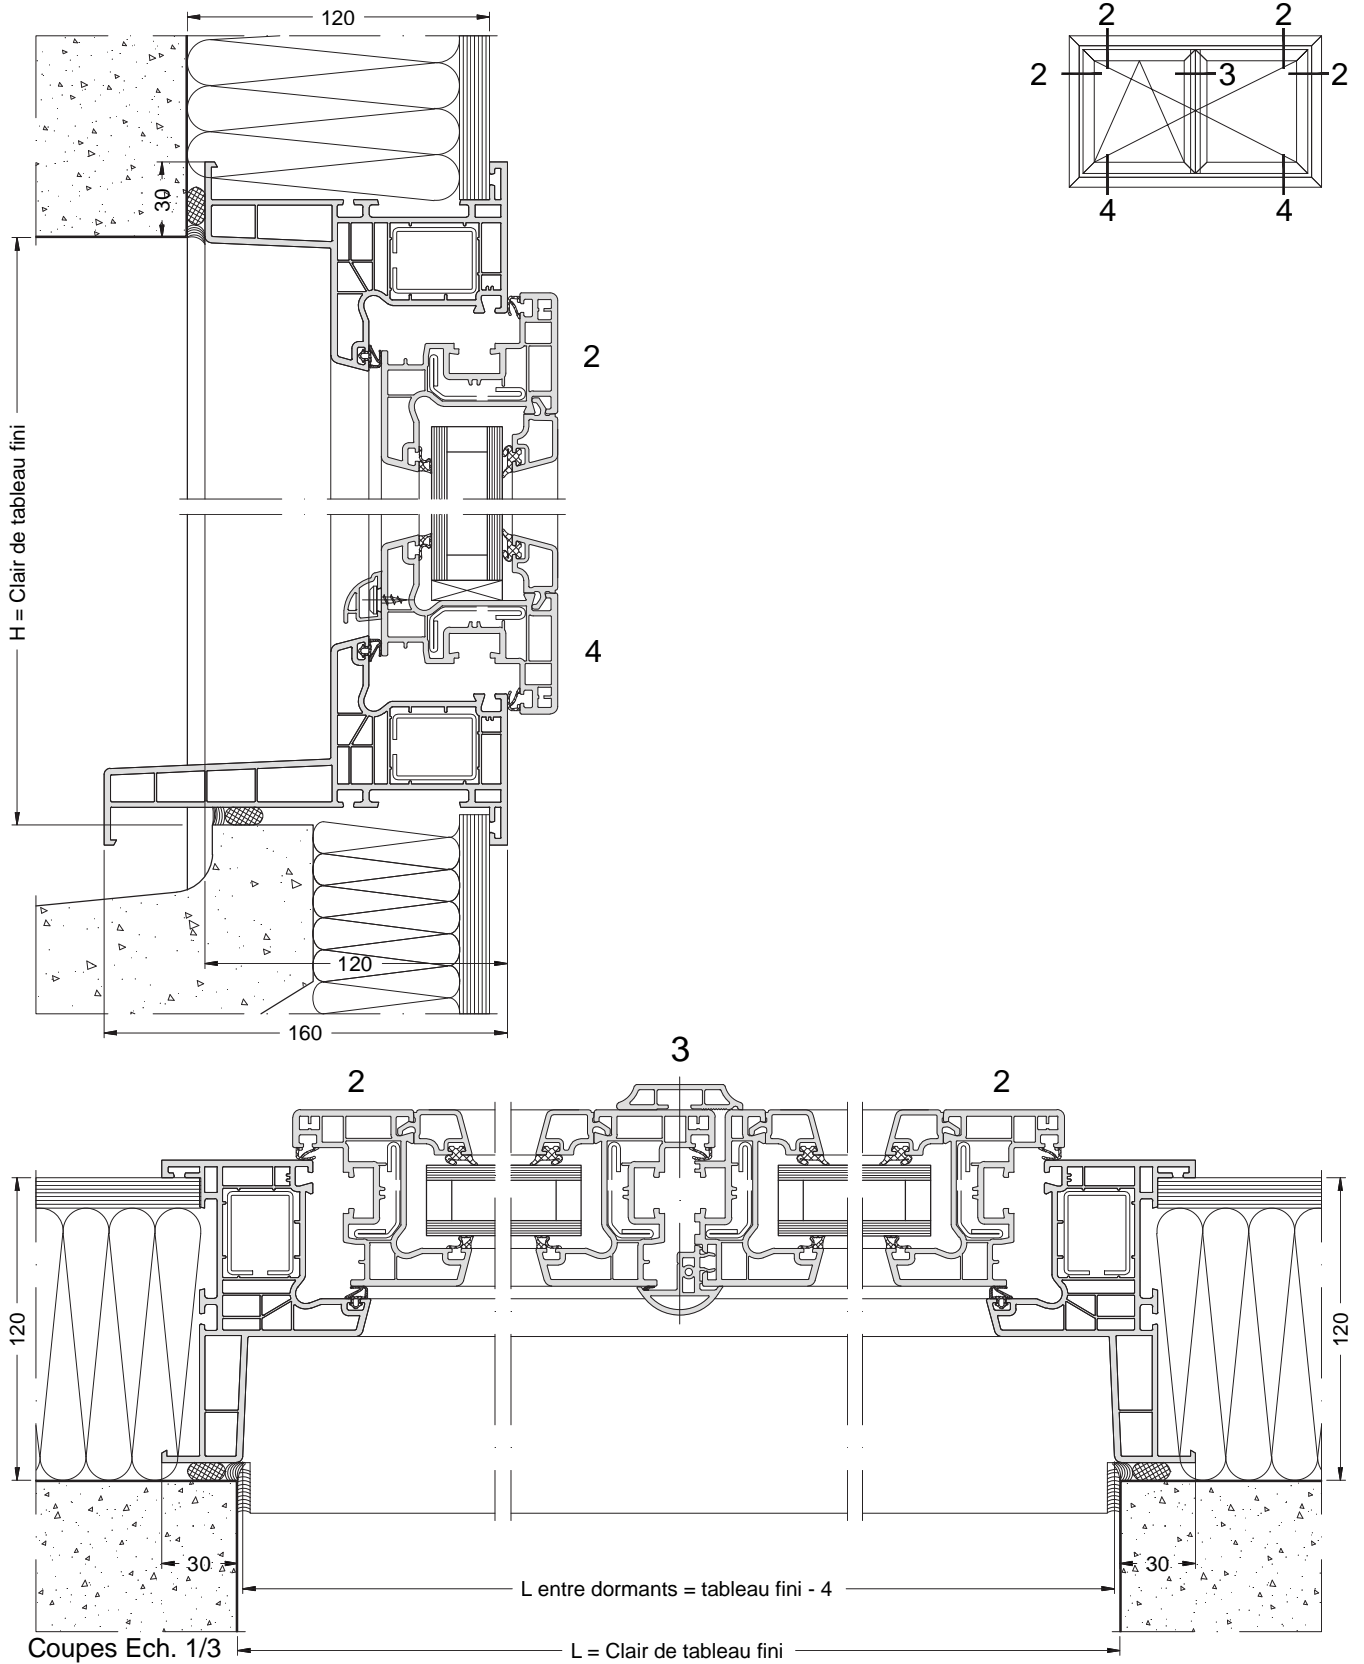 120
2 2
2 3 2
30
4 4
2
H = Clair de tableau fini
4
120
160
3
2 2
120 120
30 30
L entre dormants = tableau fini - 4
Coupes Ech. 1/3
L = Clair de tableau fini